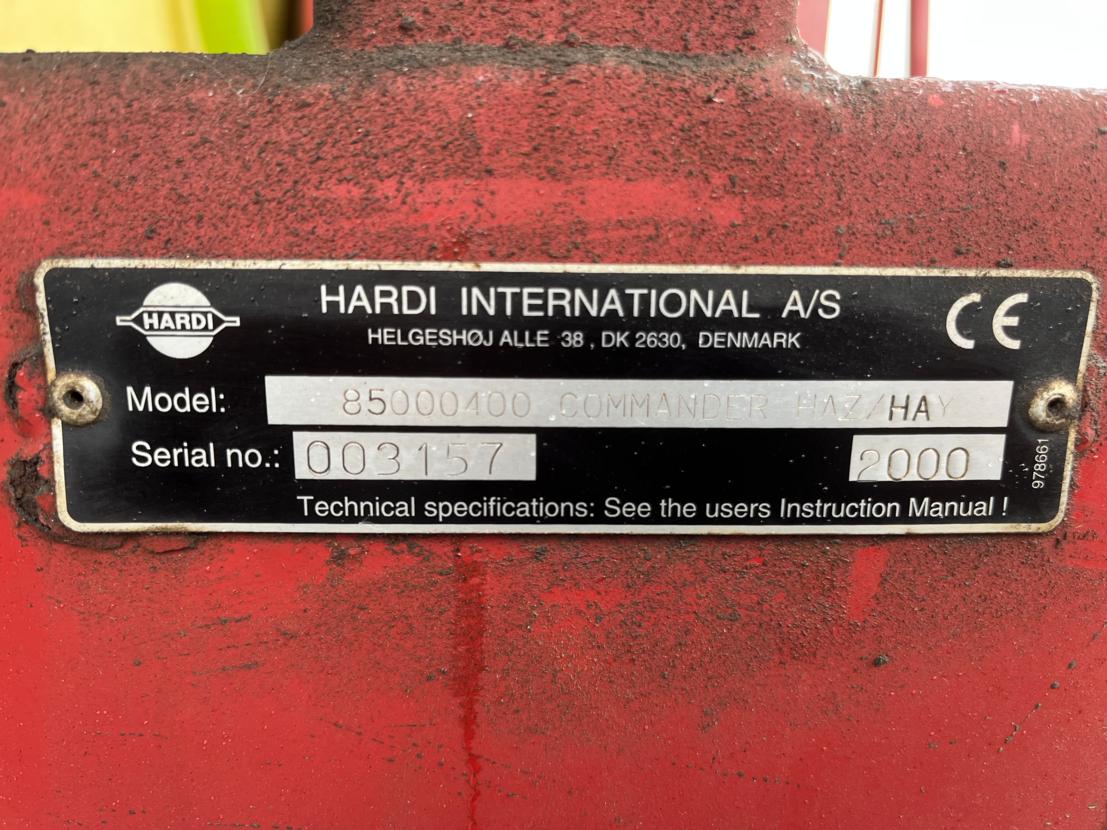 HARDI
HARDI INTERNATIONAL A/S
HELGESHØJ ALLE 38 , DK 2630, DENMARK
CE
Model: 85000400 COMMANDER HAZ/HAY
Serial no.: 003157 2000
978661
Technical specifications: See the users Instruction Manual !